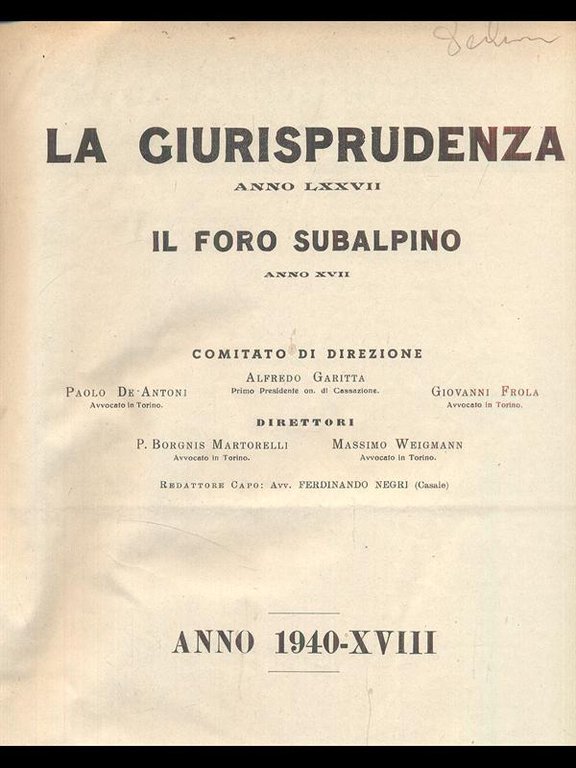 LA GIURISPRUDENZA
ANNO LXXVII
IL FORO SUBALPINO
ANNO XVII
COMITATO DI DIREZIONE
ALFREDO GARITTA
Primo Presidente on. di Cassazione.
PAOLO DE-ANTONI
Avvocato in Torino.
GIOVANNI FROLA
Avvocato in Torino.
DIRETTORI
P. BORGNIS MARTORELLI
Avvocato in Torino.
MASSIMO WEIGMANN
Avvocato in Torino.
REDATTORE CAPO: AVV. FERDINANDO NEGRI (Casale)
ANNO 1940-XVIII